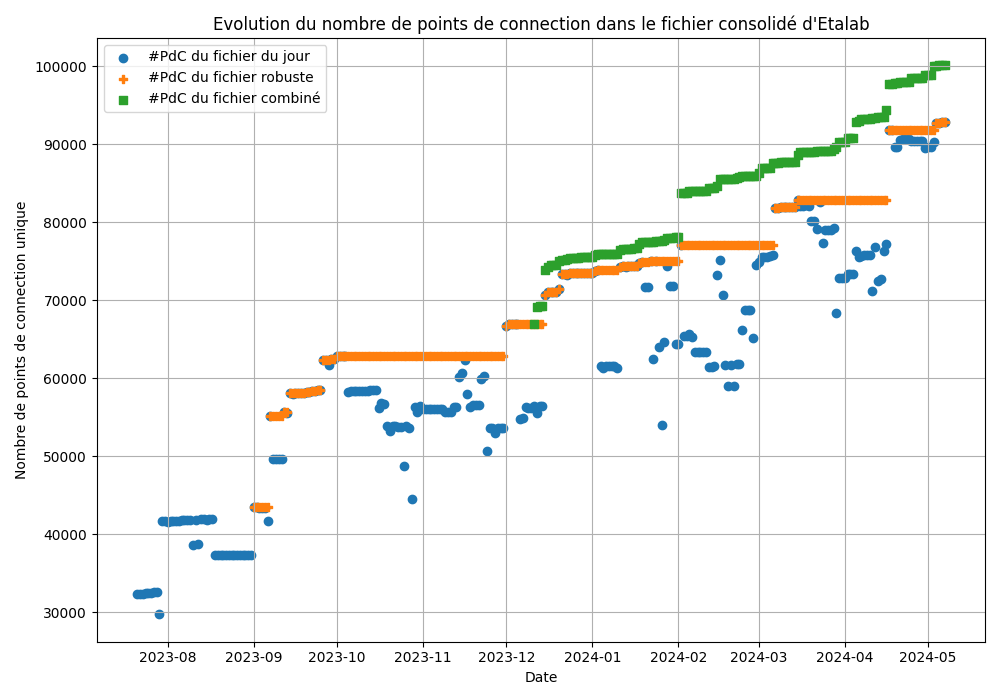 Evolution du nombre de points de connection dans le fichier consolidé d'Etalab
#PdC du fichier du jour
#PdC du fichier robuste
#PdC du fichier combiné
Nombre de points de connection unique
100000
90000
80000
70000
60000
50000
40000
30000
2023-08 2023-09 2023-10 2023-11 2023-12 2024-01 2024-02 2024-03 2024-04 2024-05
Date